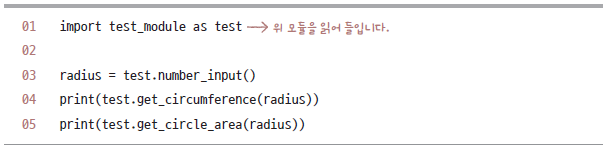 01 import test_module as test → 위 모듈을 읽어 들입니다.
02
03 radius = test.number_input()
04 print(test.get_circumference(radius))
05 print(test.get_circle_area(radius))